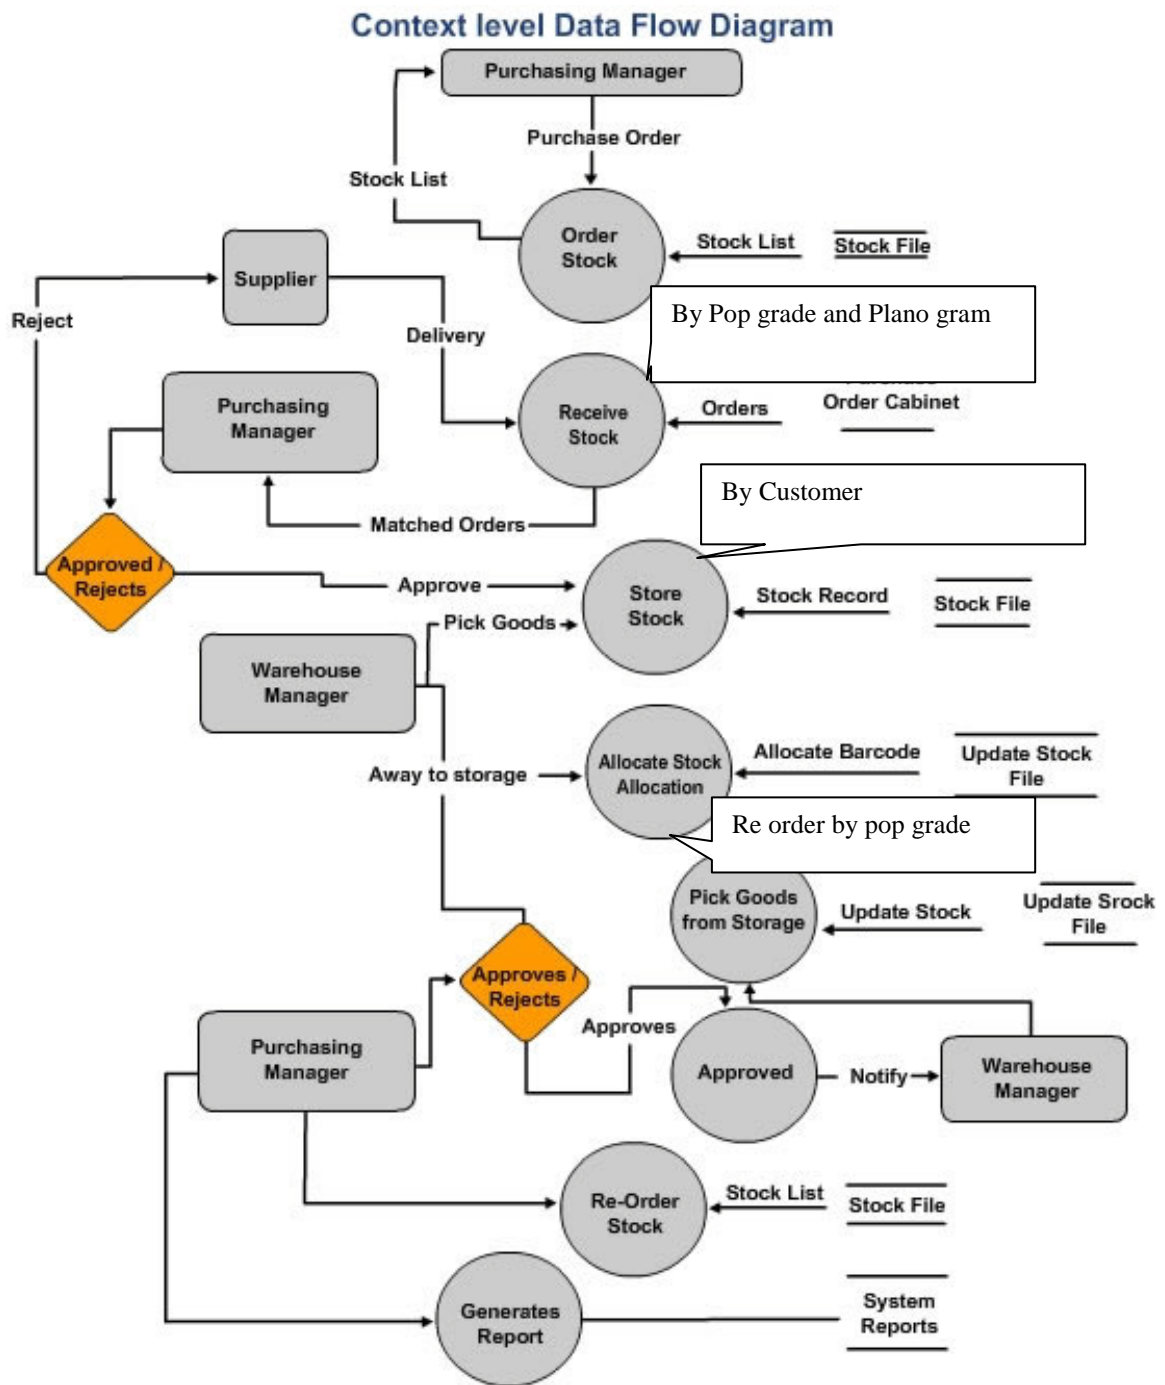 Context level Data Flow Diagram
Purchasing Manager
Purchase Order
Stock List
Order
Stock
Stock List
Stock File
Supplier
Reject
Delivery
By Pop grade and Plano gram
Purchasing
Manager
Receive
Stock
Orders
Order Cabinet
Matched Orders
By Customer
Approved /
Rejects
Approve
Store
Stock
Stock Record
Stock File
Pick Goods
Warehouse
Manager
Away to storage
Allocate Stock
Allocation
Allocate Barcode
Update Stock
File
Re order by pop grade
Pick Goods
from Storage
Update Stock
Update Srock
File
Approves /
Rejects
Approves
Purchasing
Manager
Approved
Notify
Warehouse
Manager
Re-Order
Stock
Stock List
Stock File
Generates
Report
System
Reports